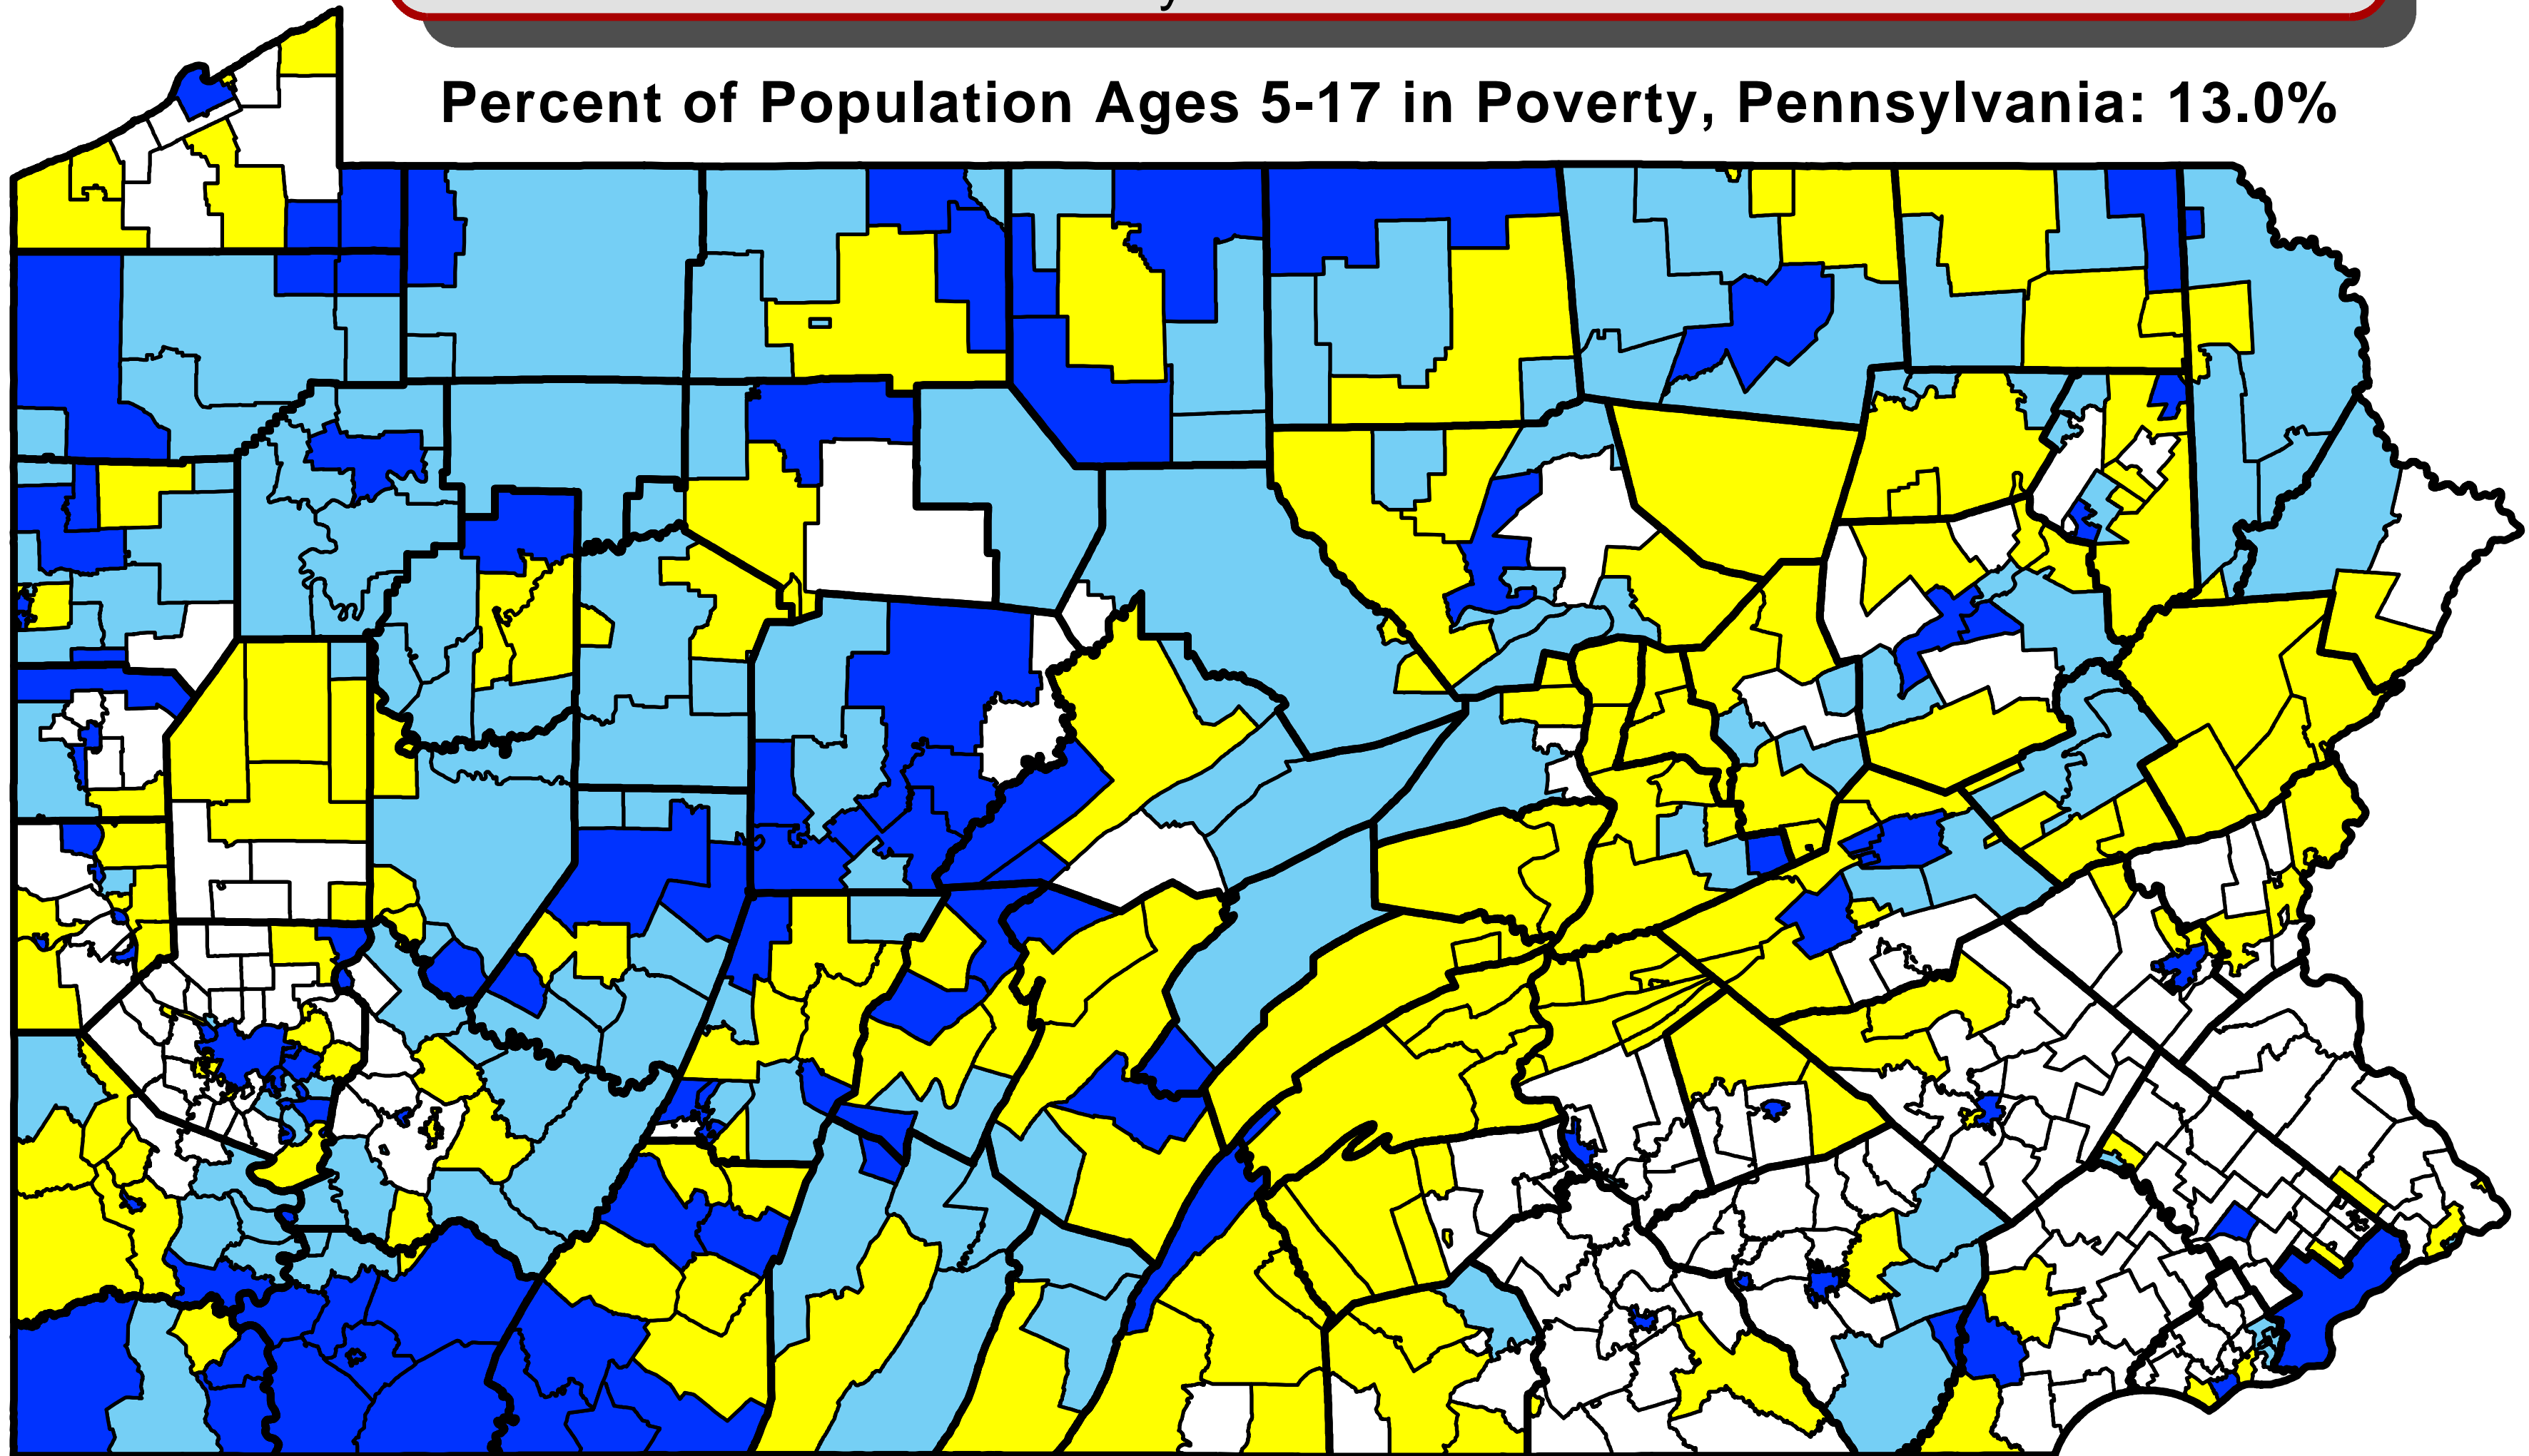 Percent of Population Ages 5-17 in Poverty, Pennsylvania: 13.0%